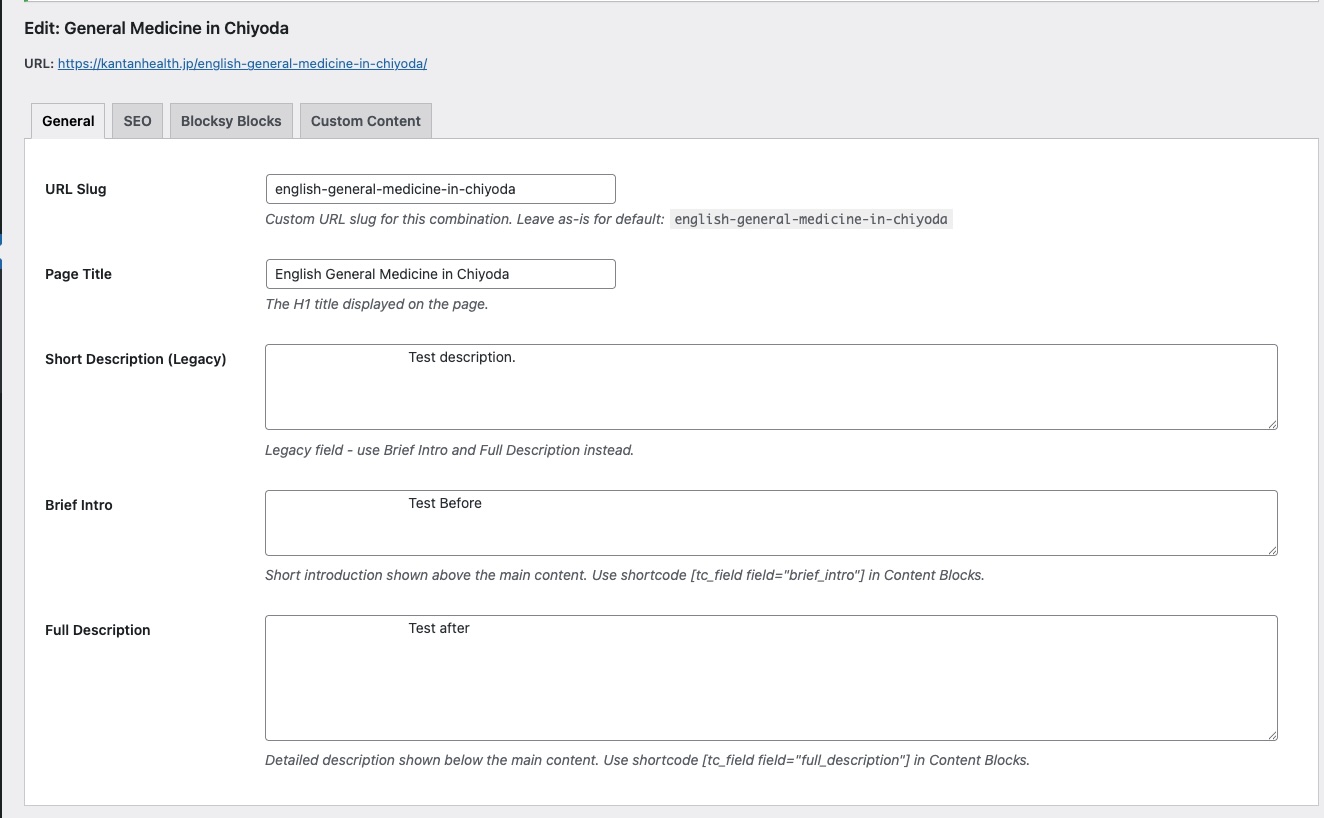 Edit: General Medicine in Chiyoda
URL: https://kantanhealth.jp/english-general-medicine-in-chiyoda/
General SEO Blocksy Blocks Custom Content
URL Slug
english-general-medicine-in-chiyoda
Custom URL slug for this combination. Leave as-is for default: english-general-medicine-in-chiyoda
Page Title
English General Medicine in Chiyoda
The H1 title displayed on the page.
Short Description (Legacy)
Test description.
Legacy field - use Brief Intro and Full Description instead.
Brief Intro
Test Before
Short introduction shown above the main content. Use shortcode [tc_field field="brief_intro"] in Content Blocks.
Full Description
Test after
Detailed description shown below the main content. Use shortcode [tc_field field="full_description"] in Content Blocks.